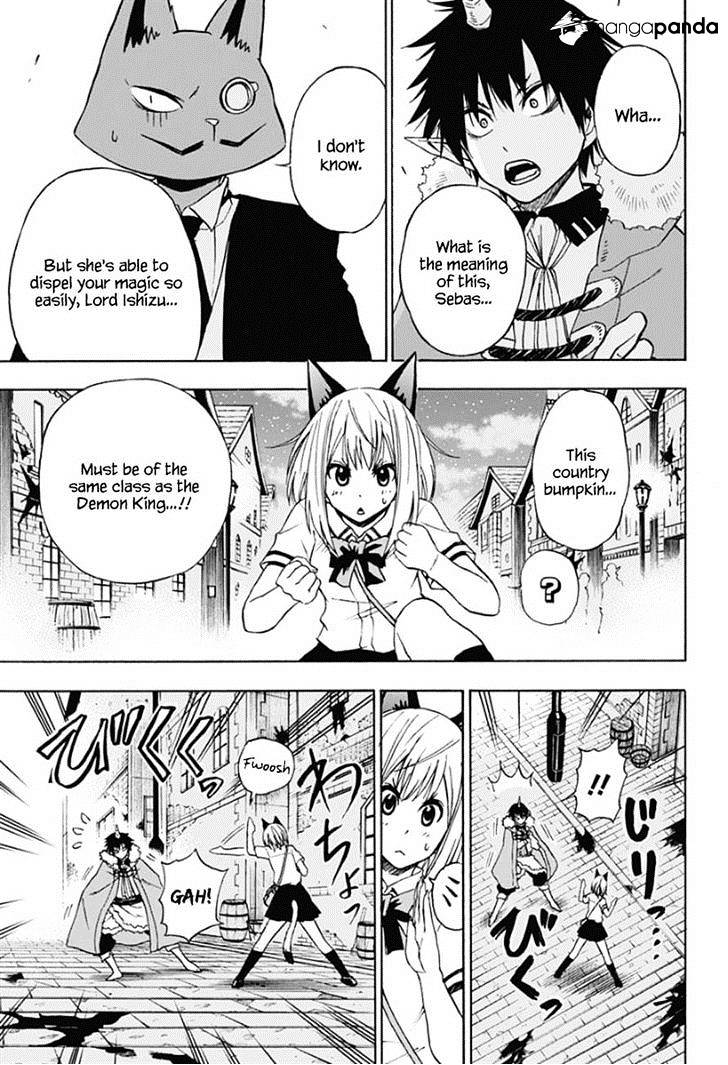 mangapanda
Wha...
What is
the meaning
of this,
Sebas...
I don't
know.
But she's able to
dispel your magic so
easily, Lord Ishizu...
This
country
bumpkin...
?
Must be of the
same class as the
Demon King...!!
!!
じりっ……
びくっ
Fwoosh
わちょっ
GAH!
びくくっ